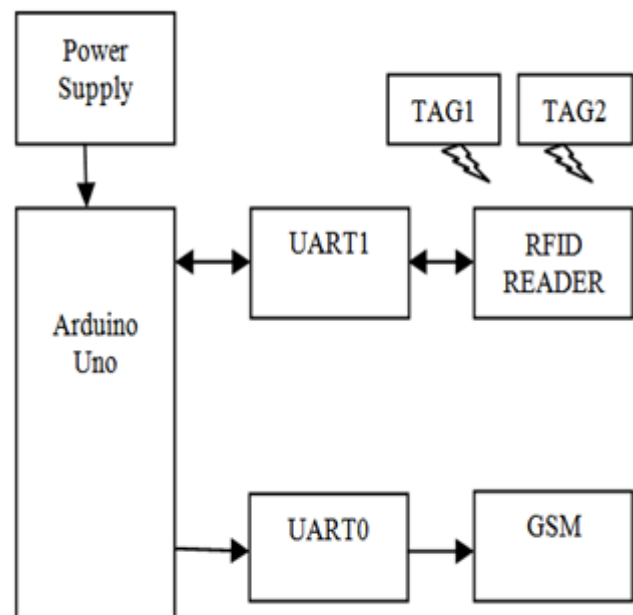 Power
Supply
TAG1
TAG2
UART1
RFID
READER
Arduino
Uno
UART0
GSM